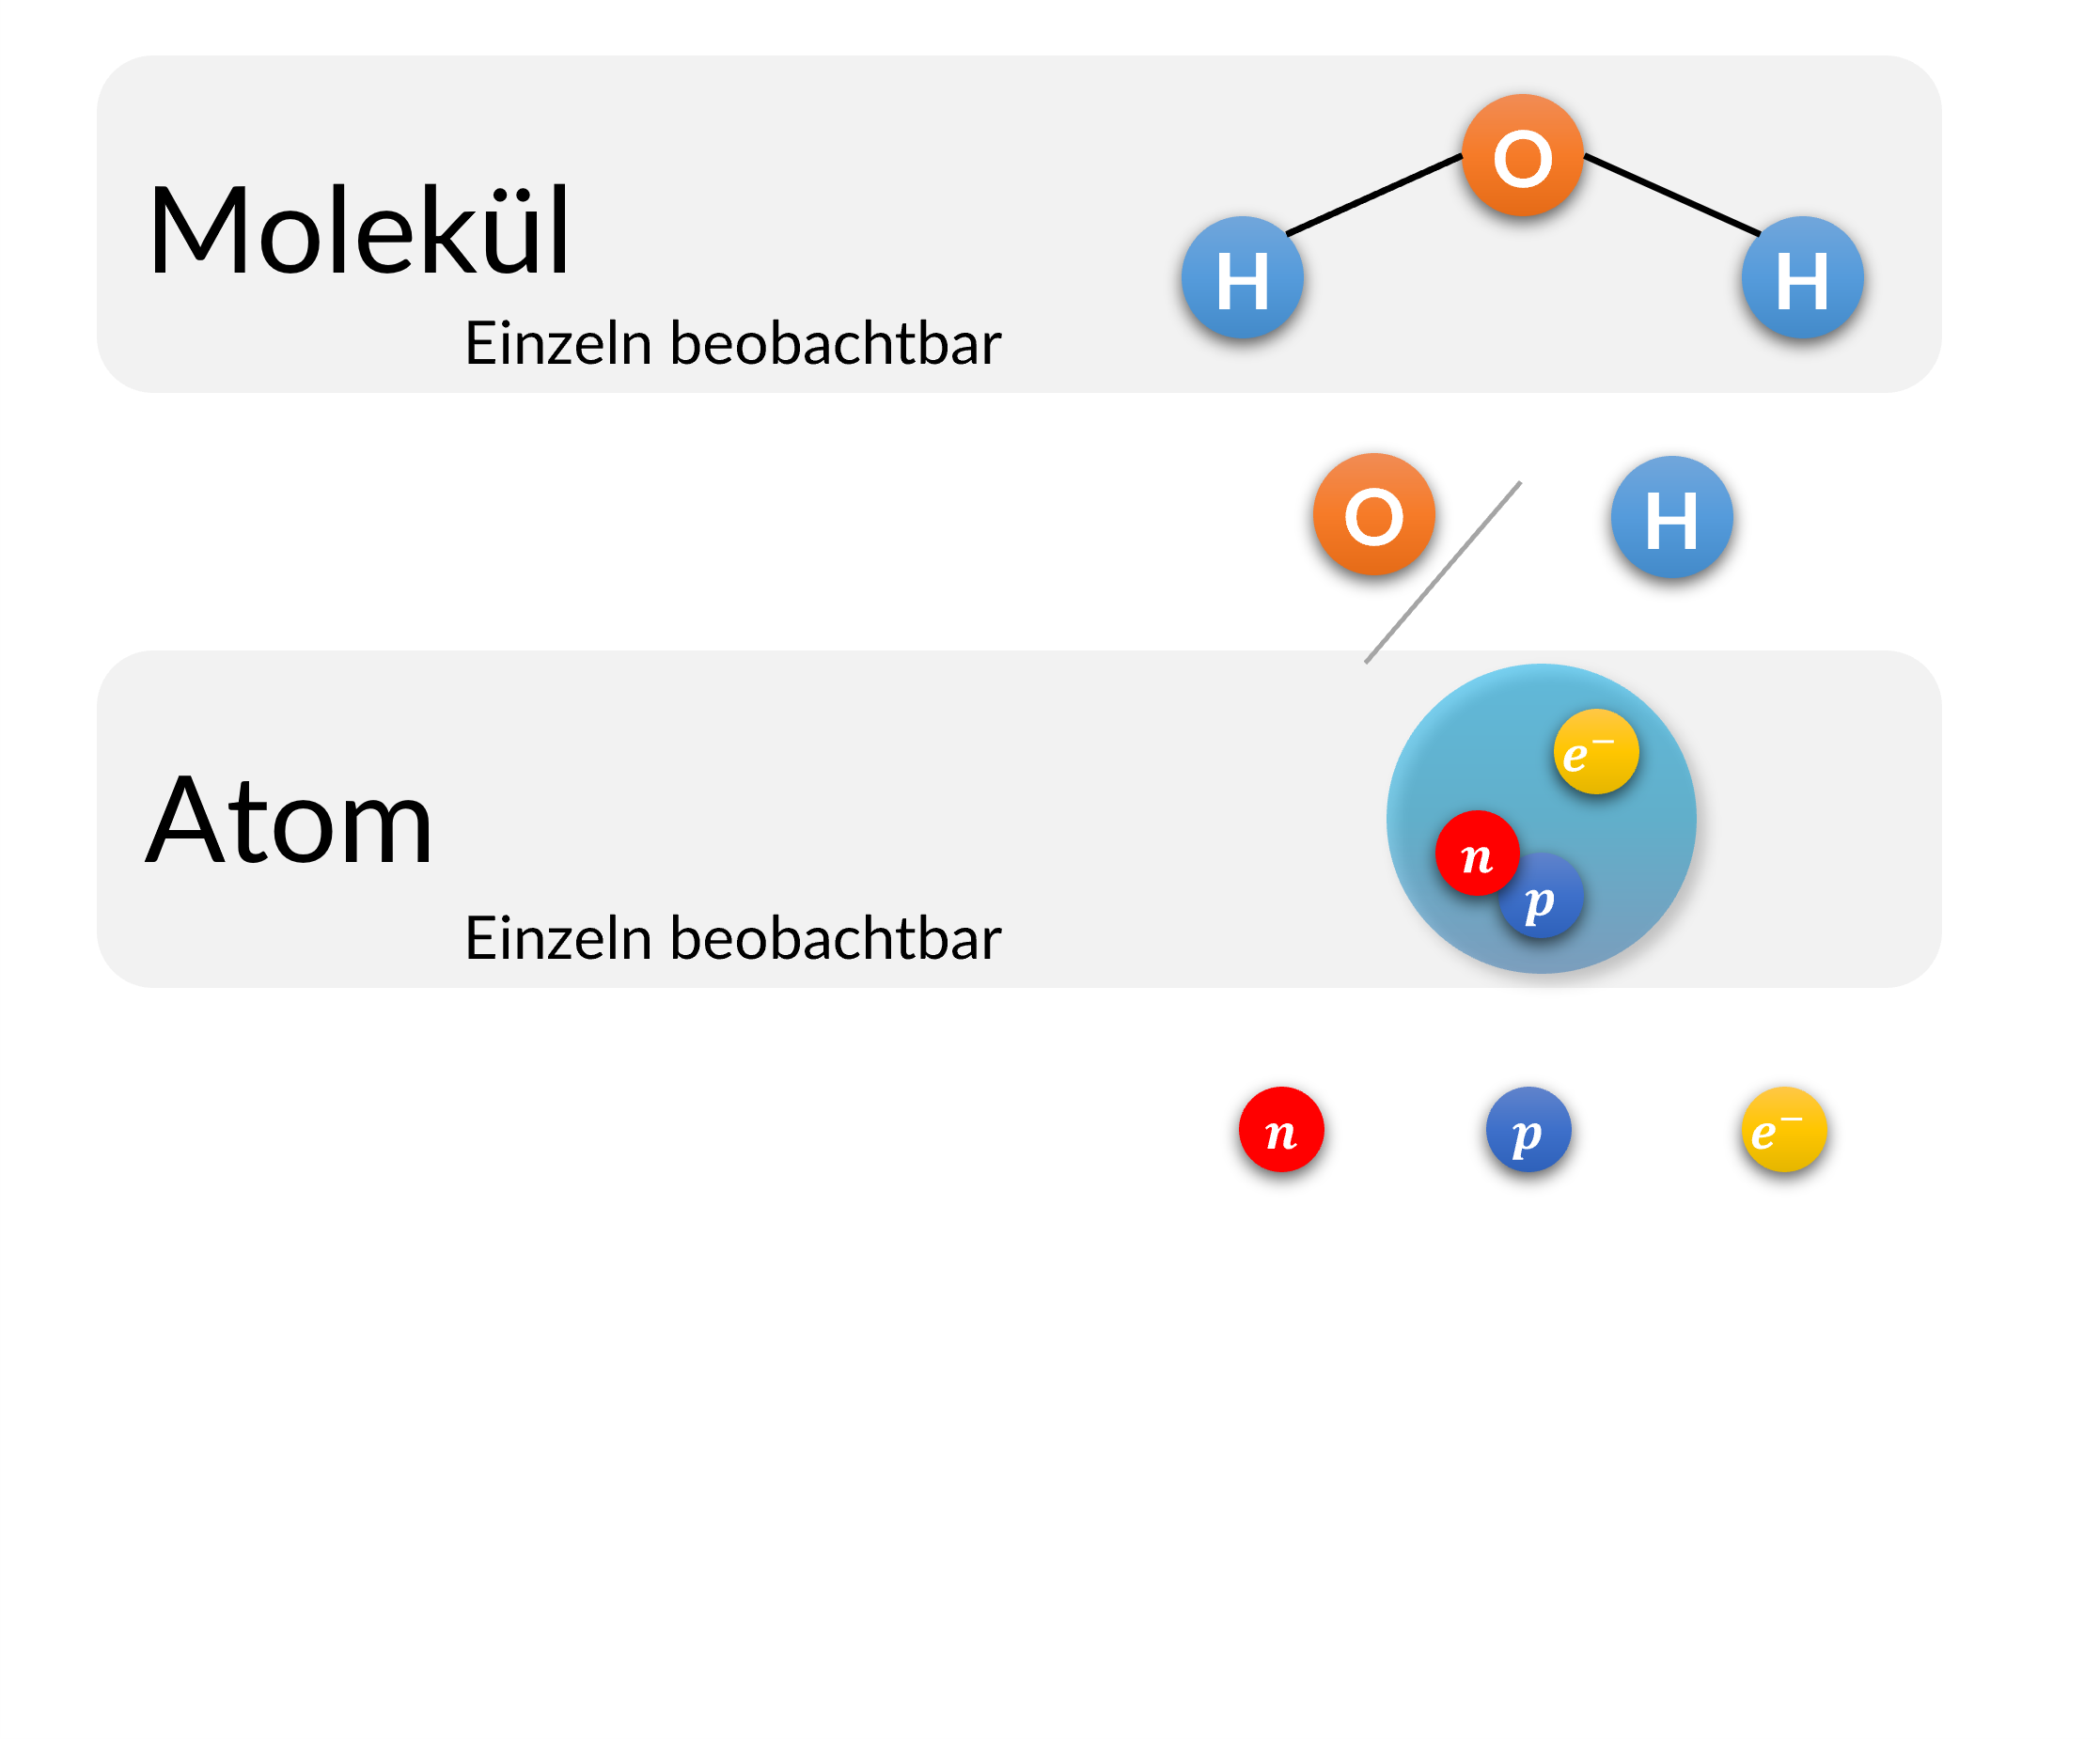 O
Molekül
H
H
Einzeln beobachtbar
O
H
e⁻
Atom
n
p
Einzeln beobachtbar
n p e⁻